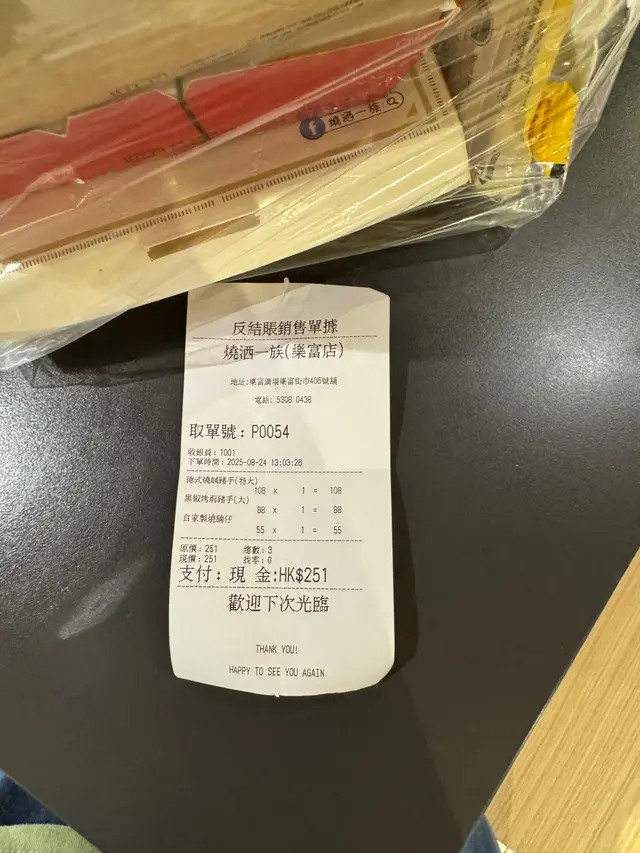 燒洒一族
反結賬銷售單據
燒洒一族(樂富店)
地址:樂富廣場樂富街市406號舖
電話: 5308 0438
取單號：P0054
收銀員：1001
下單時間：2025-08-24 13:03:26
德式燒鹹豬手(特大)
108 x 1 = 108
黑椒烤焗豬手(大)
88 x 1 = 88
自家製燒腩仔
55 x 1 = 55
原價：251 總數：3
現價：251 找零：0
支付：現 金:HK$251
歡迎下次光臨
THANK YOU!
HAPPY TO SEE YOU AGAIN